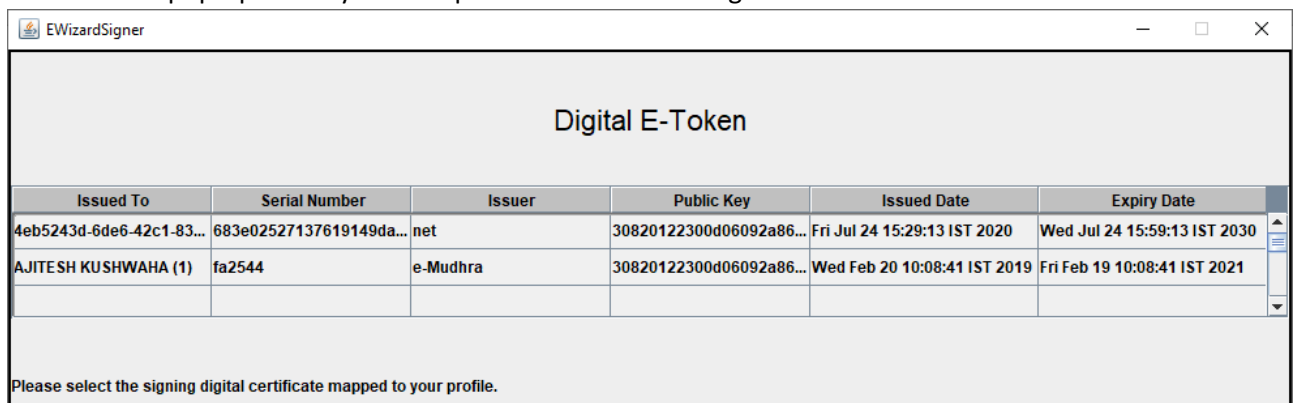 EWizardSigner
Digital E-Token
Issued To Serial Number Issuer Public Key Issued Date Expiry Date
4eb5243d-6de6-42c1-83... 683e02527137619149da... net 30820122300d06092a86... Fri Jul 24 15:29:13 IST 2020 Wed Jul 24 15:59:13 IST 2030
AJITESH KUSHWAHA (1) fa2544 e-Mudhra 30820122300d06092a86... Wed Feb 20 10:08:41 IST 2019 Fri Feb 19 10:08:41 IST 2021
Please select the signing digital certificate mapped to your profile.